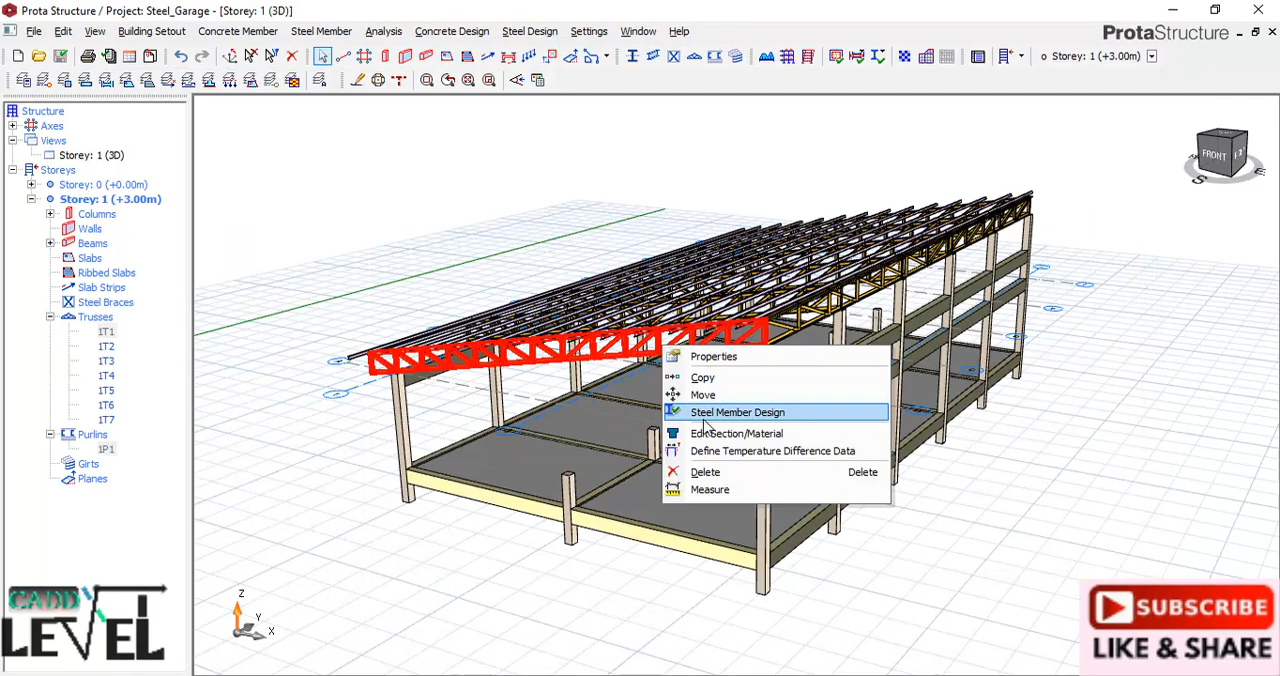 Prota Structure / Project: Steel_Garage - [Storey: 1 (3D)]
File Edit View Building Setout Concrete Member Steel Member Analysis Concrete Design Steel Design Settings Window Help
ProtaStructure
Storey: 1 (+3.00m)
Structure
Axes
Views
Storey: 1 (3D)
Storeys
Storey: 0 (+0.00m)
Storey: 1 (+3.00m)
Columns
Walls
Beams
Slabs
Ribbed Slabs
Slab Strips
Steel Braces
Trusses
1T1
1T2
1T3
1T4
1T5
1T6
1T7
Purlins
1P1
Girts
Planes
FRONT
S
E
Properties
Copy
Move
Steel Member Design
Edit Section/Material
Define Temperature Difference Data
Delete Delete
Measure
Z
Y
X
CADD
LEVEL
SUBSCRIBE
LIKE & SHARE